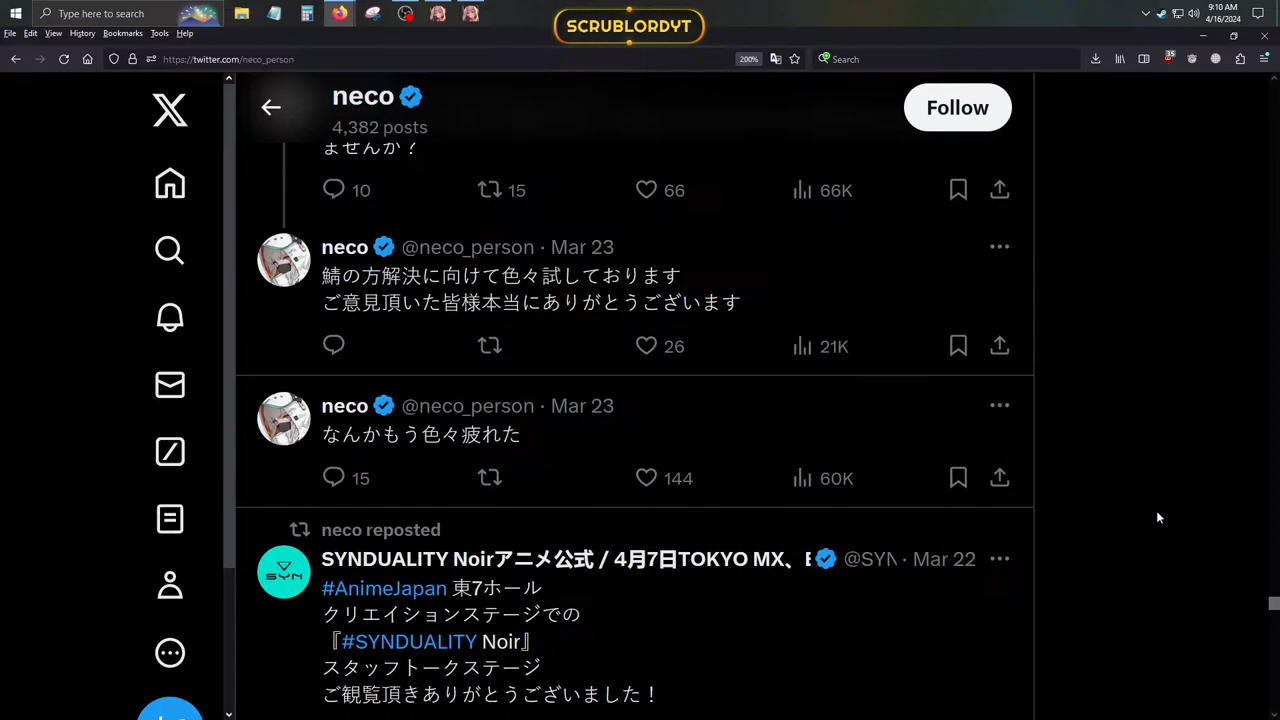 Type here to search
SCRUBLORDYT
9:10 AM
4/16/2024
File Edit View History Bookmarks Tools Help
https://twitter.com/neco_person
200%
Search
35
neco
4,382 posts
Follow
ませんか？
10 15 66 66K
neco @neco_person · Mar 23
鯖の方解決に向けて色々試しております
ご意見頂いた皆様本当にありがとうございます
26 21K
neco @neco_person · Mar 23
なんかもう色々疲れた
15 144 60K
neco reposted
SYNDUALITY Noirアニメ公式 / 4月7日TOKYO MX、 @SYN · Mar 22
SYN
#AnimeJapan 東7ホール
クリエイションステージでの
『#SYNDUALITY Noir』
スタッフトークステージ
ご観覧頂きありがとうございました！